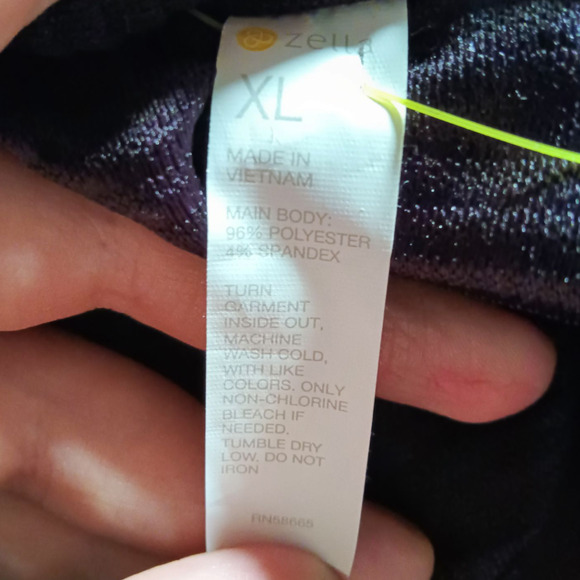 zella
XL
MADE IN
VIETNAM
MAIN BODY:
96% POLYESTER
4% SPANDEX
TURN
GARMENT
INSIDE OUT,
MACHINE
WASH COLD,
WITH LIKE
COLORS. ONLY
NON-CHLORINE
BLEACH IF
NEEDED.
TUMBLE DRY
LOW. DO NOT
IRON